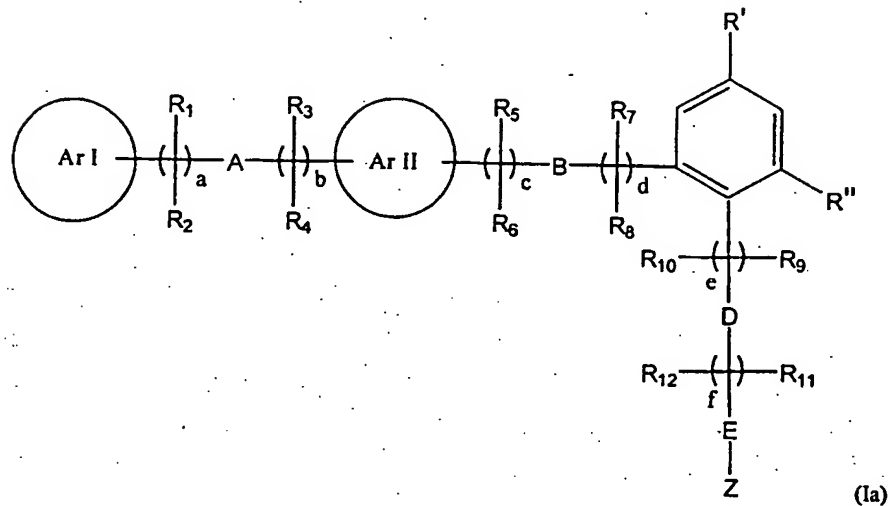 R'
Ar I
R₁
a
R₂
A
R₃
b
R₄
Ar II
R₅
c
R₆
B
R₇
d
R₈
R''
R₁₀
e
R₉
D
R₁₂
f
R₁₁
E
Z
(Ia)